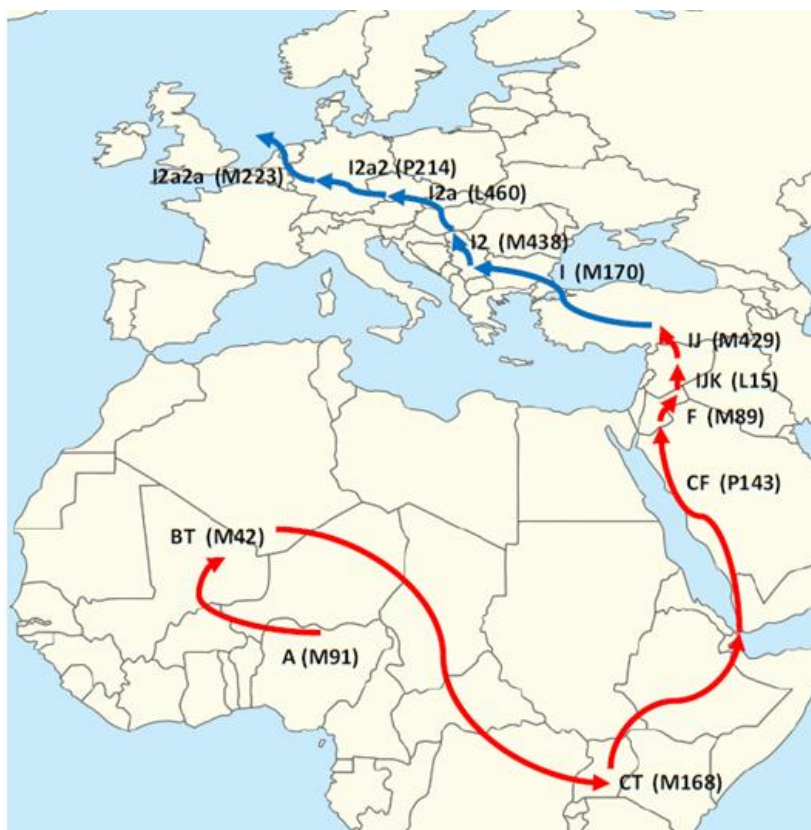 I2a2a (M223)
I2a2 (P214)
I2a (L460)
I2 (M438)
I (M170)
IJ (M429)
IJK (L15)
F (M89)
CF (P143)
BT (M42)
A (M91)
CT (M168)